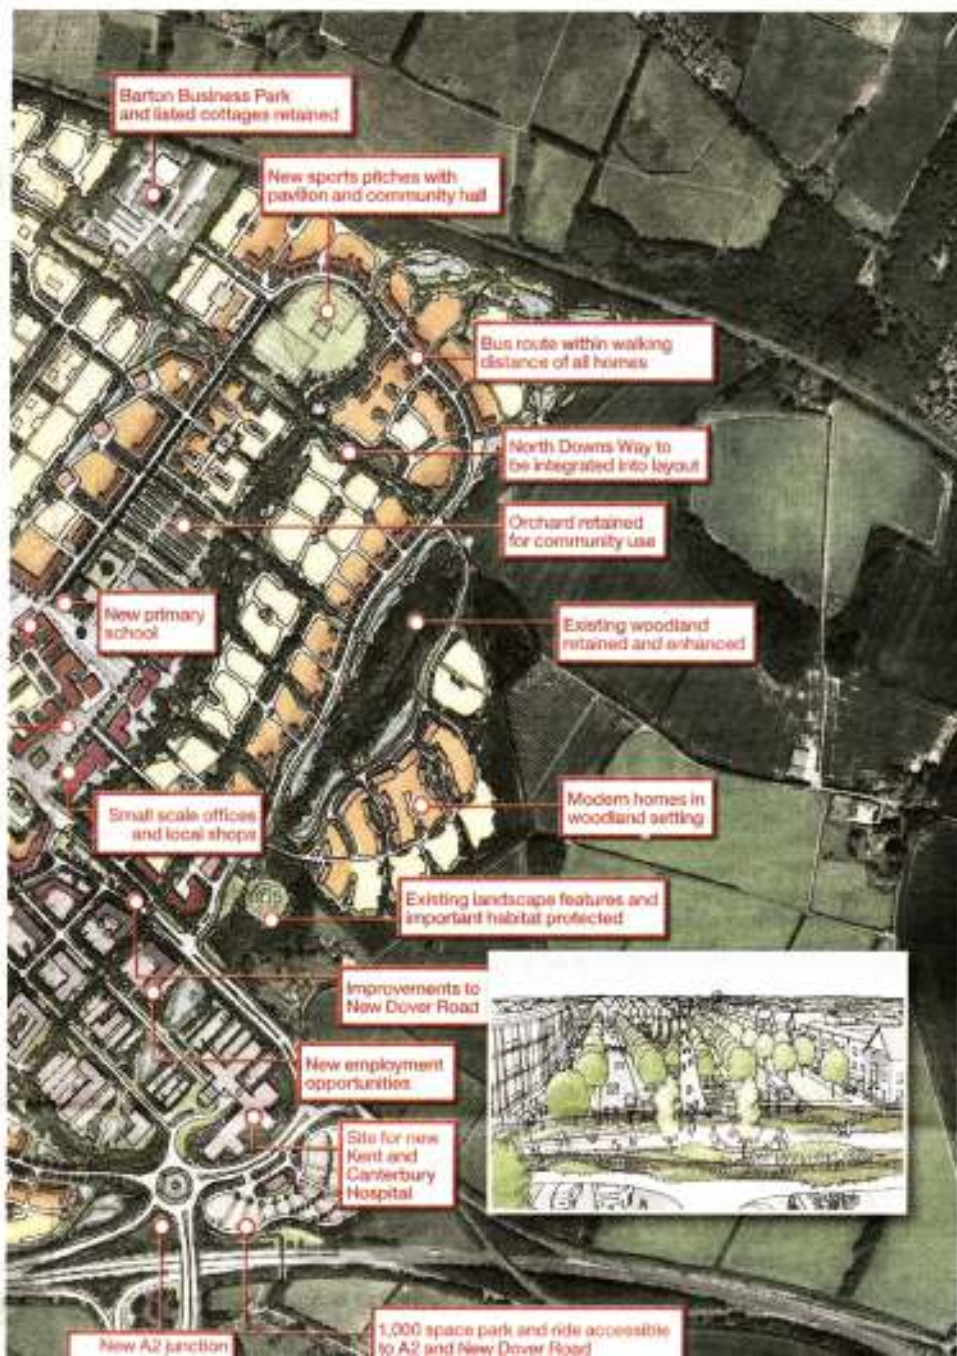 Barton Business Park
and listed cottages retained
New sports pitches with
pavilion and community hall
Bus route within walking
distance of all homes
North Downs Way to
be integrated into layout
Orchard retained
for community use
New primary
school
Existing woodland
retained and enhanced
Small scale offices
and local shops
Modern homes in
woodland setting
Existing landscape features and
important habitat protected
Improvements to
New Dover Road
New employment
opportunities
Site for new
Kent and
Canterbury
Hospital
New A2 junction
1,000 space park and ride accessible
to A2 and New Dover Road